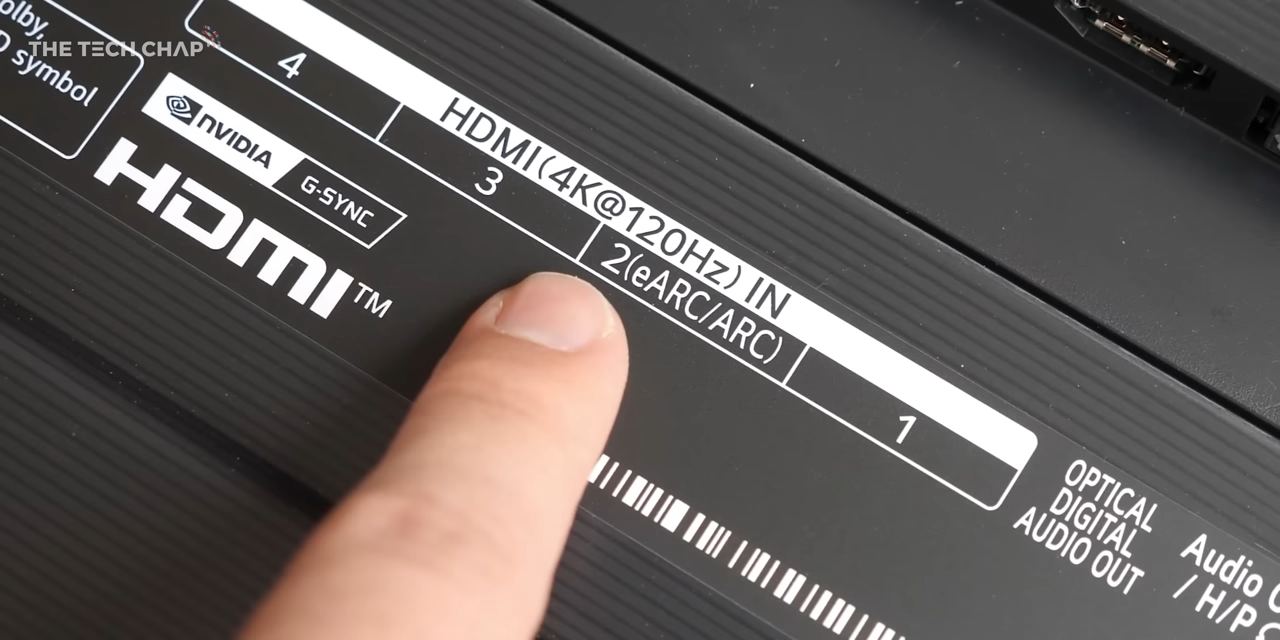 THE TECH CHAP
olby,
D symbol
4
HDMI(4K@120Hz) IN
3
2(eARC/ARC)
1
NVIDIA
G-SYNC
HDMI™
OPTICAL
DIGITAL
AUDIO OUT
Audio
/ H/P